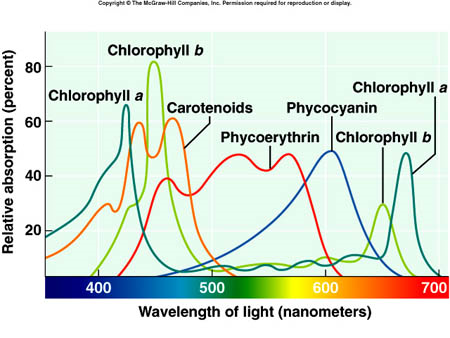 Copyright © The McGraw-Hill Companies, Inc. Permission required for reproduction or display.
Relative absorption (percent)
80
60
40
20
Chlorophyll b
Chlorophyll a
Carotenoids
Phycoerythrin
Phycocyanin
Chlorophyll b
Chlorophyll a
400 500 600 700
Wavelength of light (nanometers)